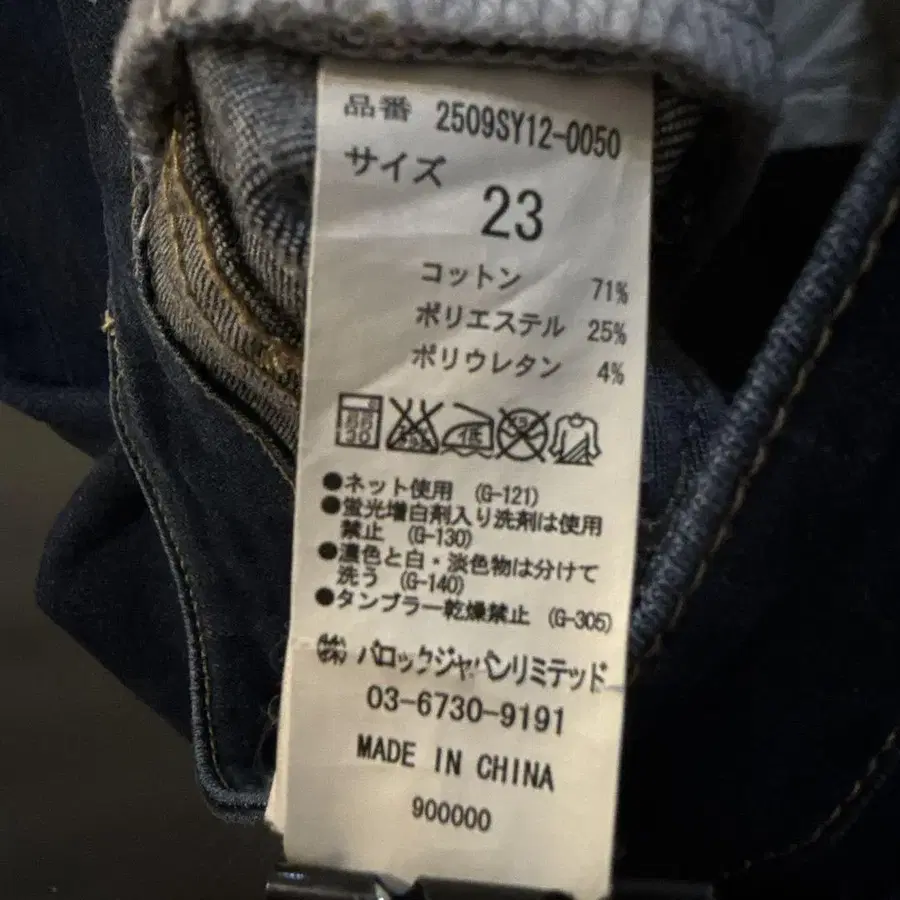 品番 2509SY12-0050
サイズ
23
コットン 71%
ポリエステル 25%
ポリウレタン 4%
低
●ネット使用 (G-121)
●蛍光増白剤入り洗剤は使用
禁止 (G-130)
●濃色と白・淡色物は分けて
洗う (G-140)
●タンブラー乾燥禁止 (G-305)
㈱ バロックジャパンリミテッド
03-6730-9191
MADE IN CHINA
900000